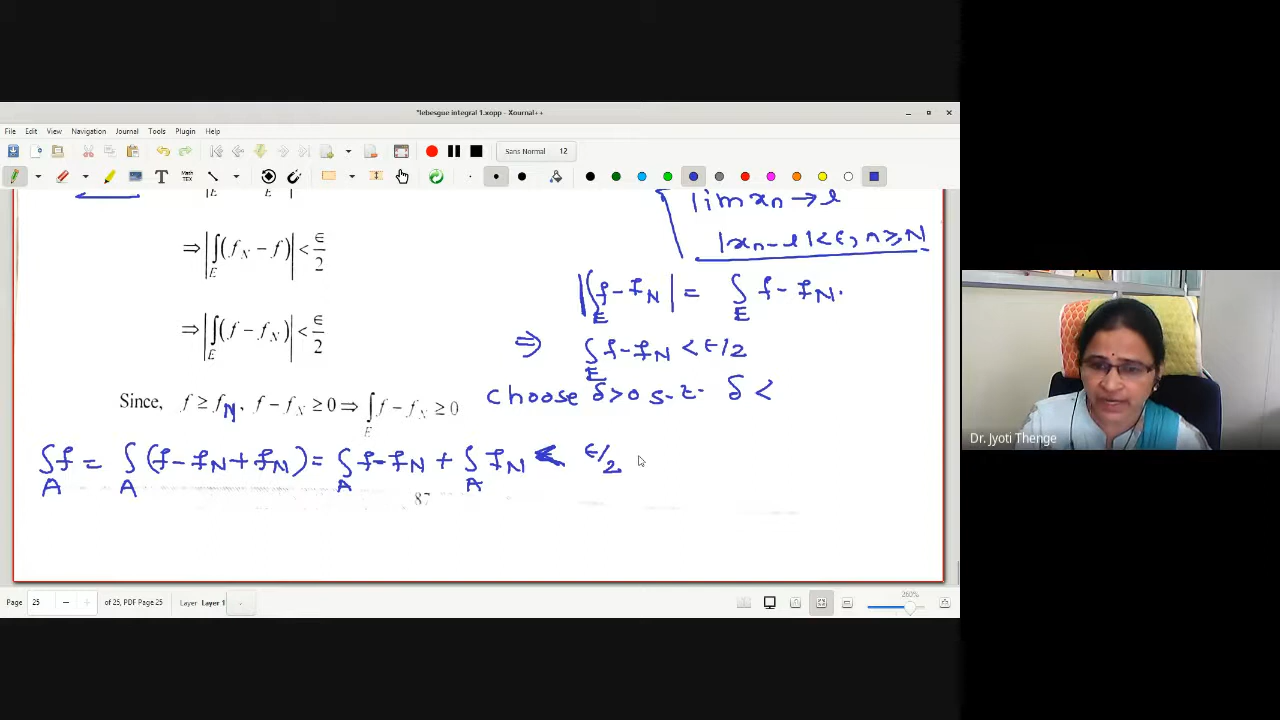 *lebesgue integral 1.xopp - Xournal++
File Edit View Navigation Journal Tools Plugin Help
Sans Normal 12
E E
lim xn → l
|xn - l| < ε, n ≥ N
⇒ |∫E (fN − f)| < ∈/2
|∫E f - fN| = ∫E f - fN.
⇒ |∫E (f − fN)| < ∈/2
⇒ ∫E f - fN < ε/2
Since, f ≥ fN, f − fN ≥ 0 ⇒ ∫E f − fN ≥ 0
choose δ>0 s.t. δ <
∫A f = ∫A (f - fN + fN) = ∫A f - fN + ∫A fN < ε/2
87
Dr. Jyoti Thenge
Page 25 of 25, PDF Page 25 Layer Layer 1
260%